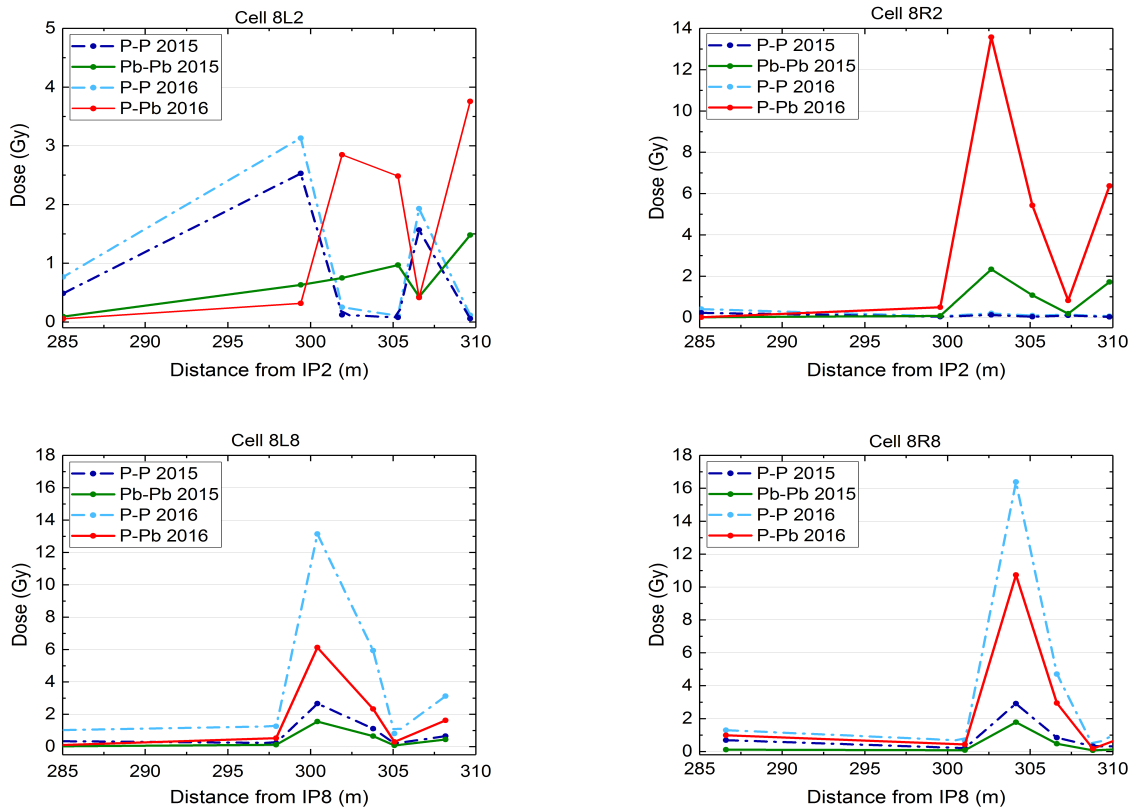 Cell 8L2
5
4
3
2
1
0
Dose (Gy)
P-P 2015
Pb-Pb 2015
P-P 2016
P-Pb 2016
285 290 295 300 305 310
Distance from IP2 (m)
Cell 8R2
14
12
10
8
6
4
2
0
Dose (Gy)
P-P 2015
Pb-Pb 2015
P-P 2016
P-Pb 2016
285 290 295 300 305 310
Distance from IP2 (m)
Cell 8L8
18
16
14
12
10
8
6
4
2
0
Dose (Gy)
P-P 2015
Pb-Pb 2015
P-P 2016
P-Pb 2016
285 290 295 300 305 310
Distance from IP8 (m)
Cell 8R8
18
16
14
12
10
8
6
4
2
0
Dose (Gy)
P-P 2015
Pb-Pb 2015
P-P 2016
P-Pb 2016
285 290 295 300 305 310
Distance from IP8 (m)